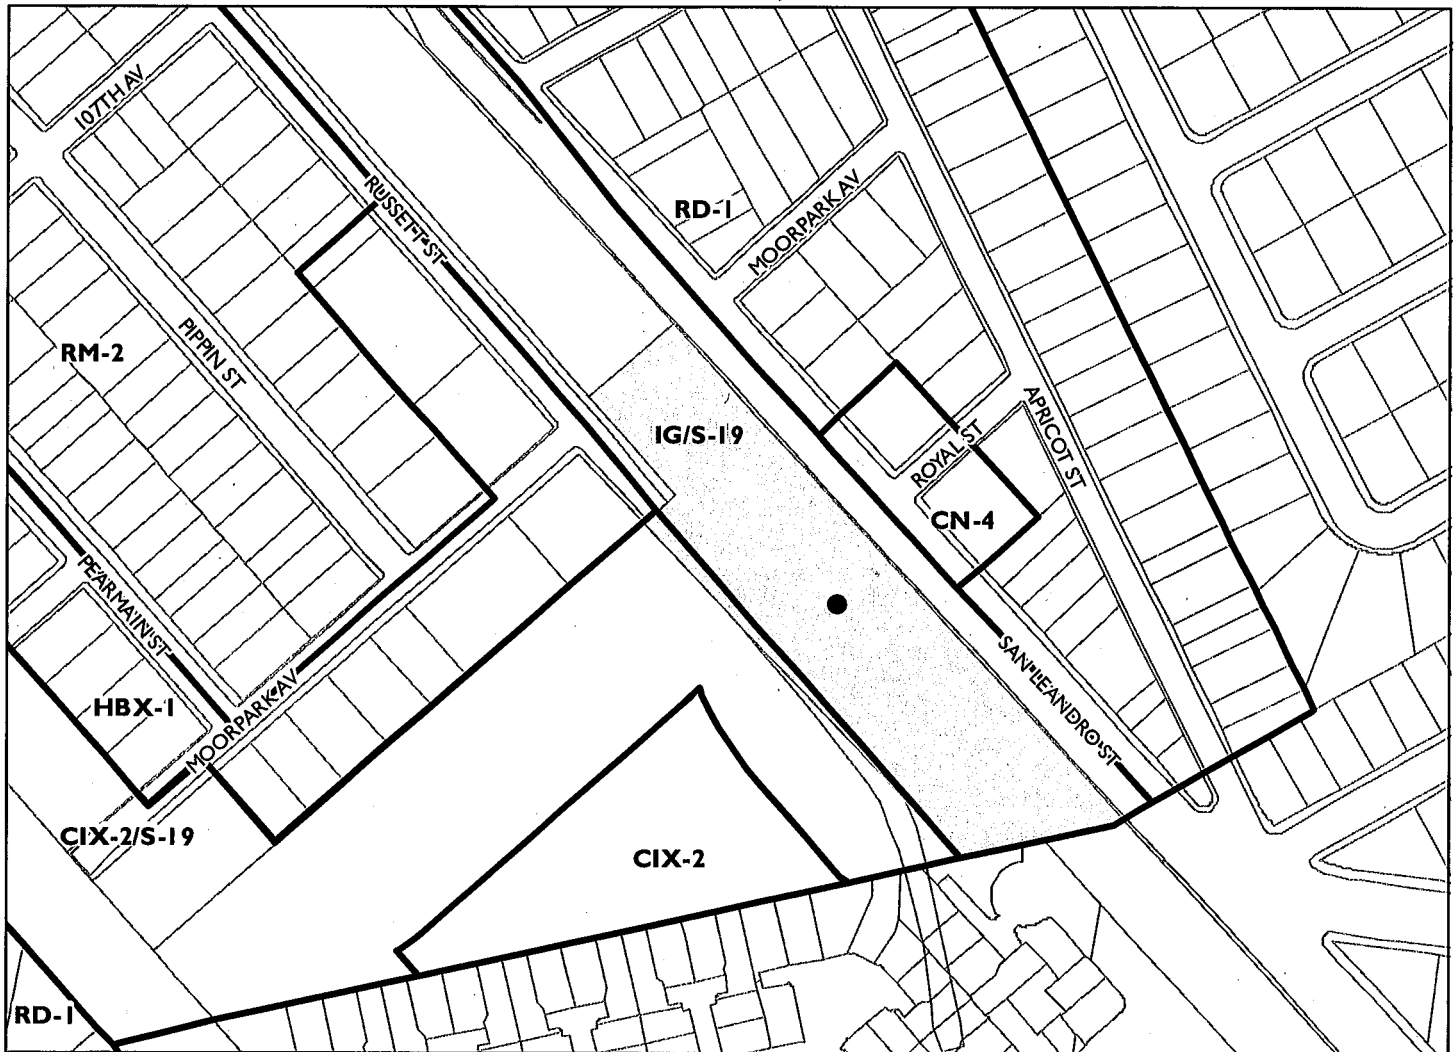 107TH AV
RUSSETT ST
RD-1
MOORPARK AV
RM-2
PIPPIN ST
IG/S-19
ROYAL ST
APRICOT ST
CN-4
PEARMAIN ST
SAN LEANDRO ST
HBX-1
MOORPARK AV
CIX-2/S-19
CIX-2
RD-1